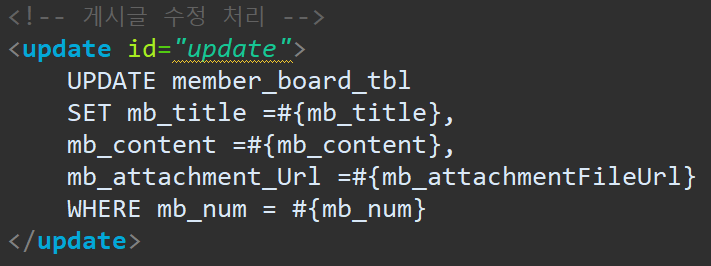 <!-- 게시글 수정 처리 -->
<update id="update">
UPDATE member_board_tbl
SET mb_title =#{mb_title},
mb_content =#{mb_content},
mb_attachment_Url =#{mb_attachmentFileUrl}
WHERE mb_num = #{mb_num}
</update>